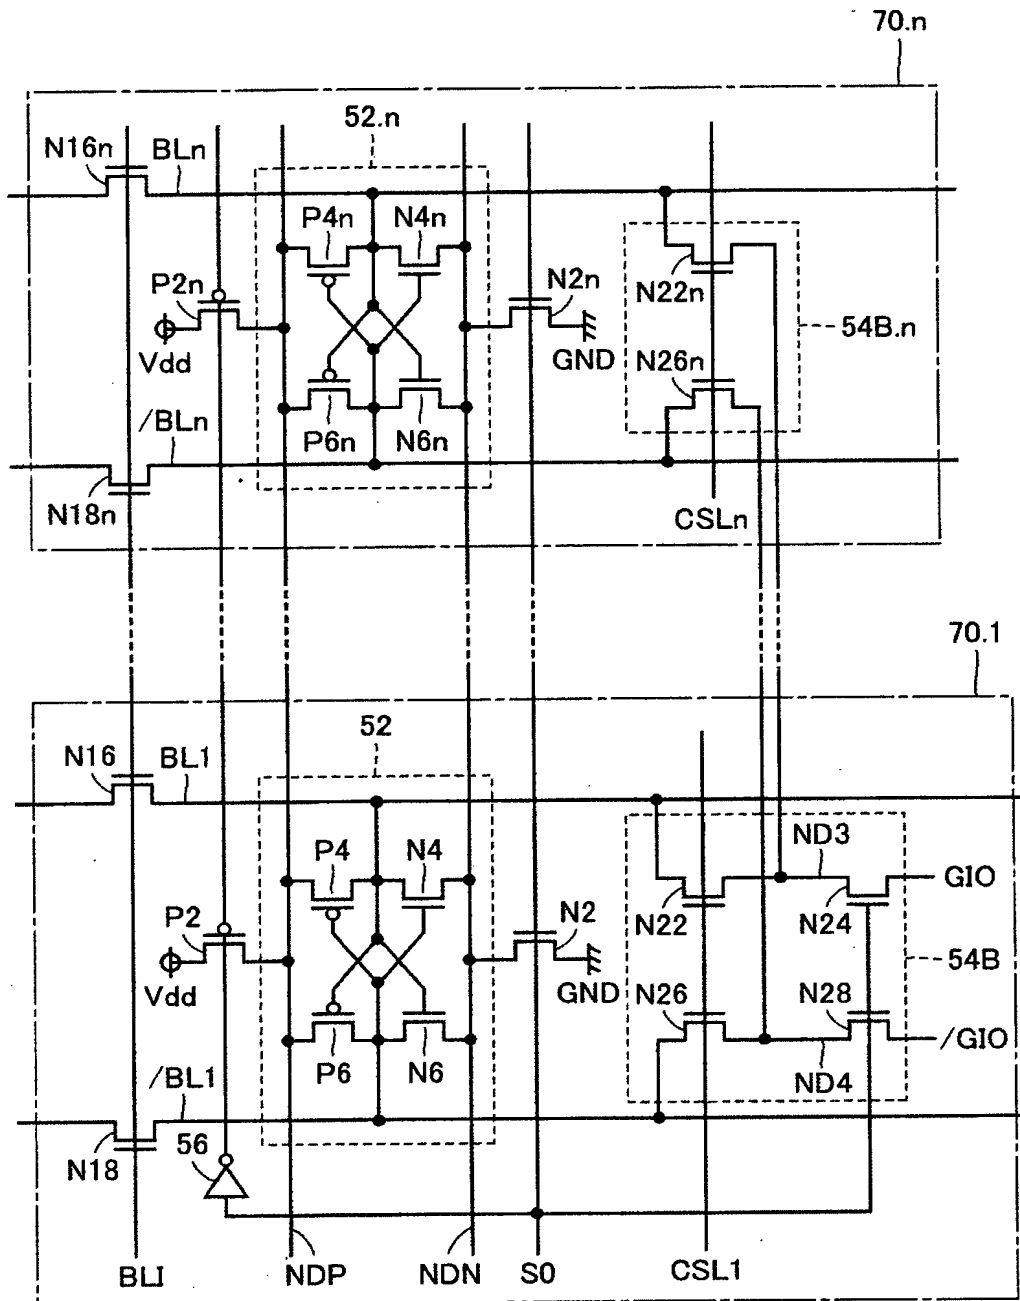 70.n
52.n
N16n
BLn
P4n
N4n
P2n
N2n
N22n
Vdd
GND
54B.n
N26n
/BLn
P6n
N6n
N18n
CSLn
70.1
52
N16
BL1
P4
N4
ND3
GIO
P2
N2
N22
N24
Vdd
GND
54B
N26
N28
/GIO
/BL1
P6
N6
ND4
N18
56
BLI
NDP
NDN
S0
CSL1